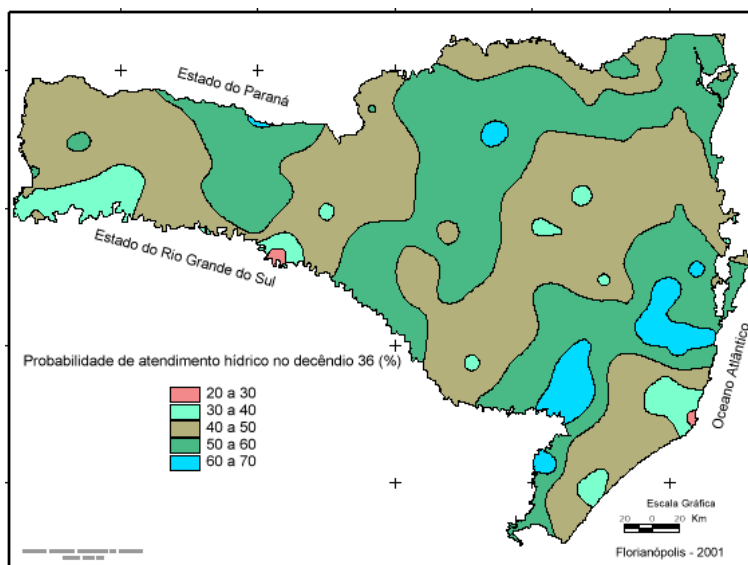 Estado do Paraná
Estado do Rio Grande do Sul
Oceano Atlântico
Probabilidade de atendimento hídrico no decêndio 36 (%)
20 a 30
30 a 40
40 a 50
50 a 60
60 a 70
Escala Gráfica
20 0 20 Km
Florianópolis - 2001